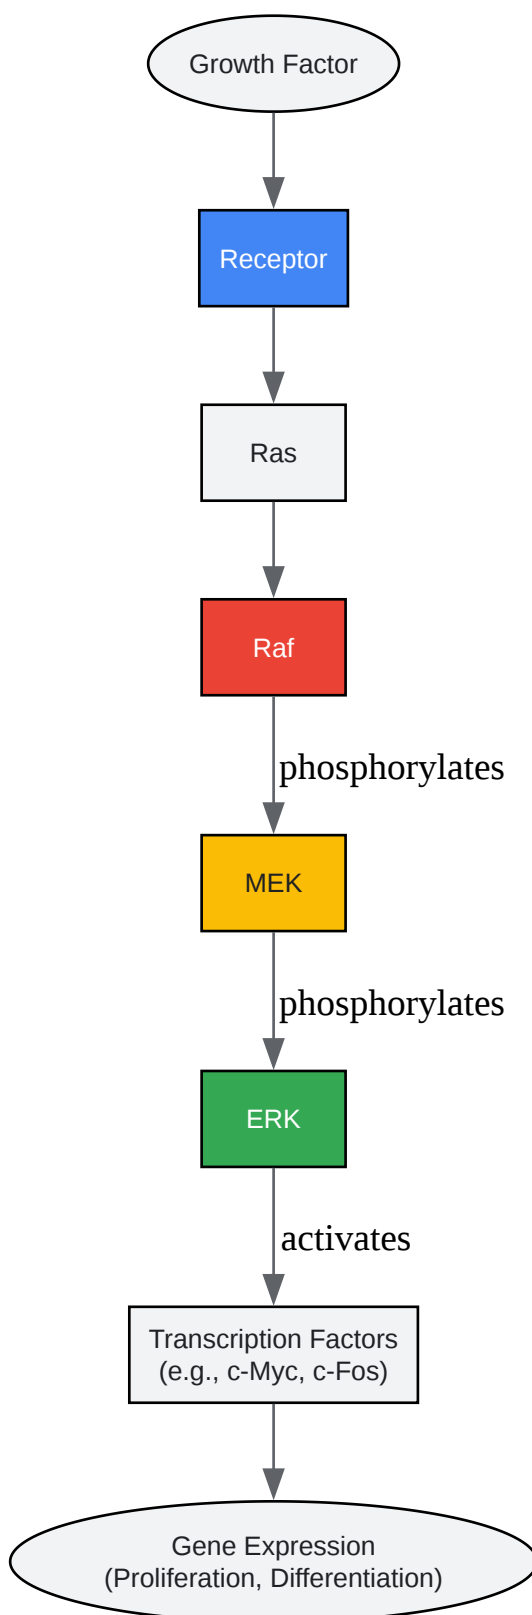 Growth Factor
Receptor
Ras
Raf
phosphorylates
MEK
phosphorylates
ERK
activates
Transcription Factors
(e.g., c-Myc, c-Fos)
Gene Expression
(Proliferation, Differentiation)